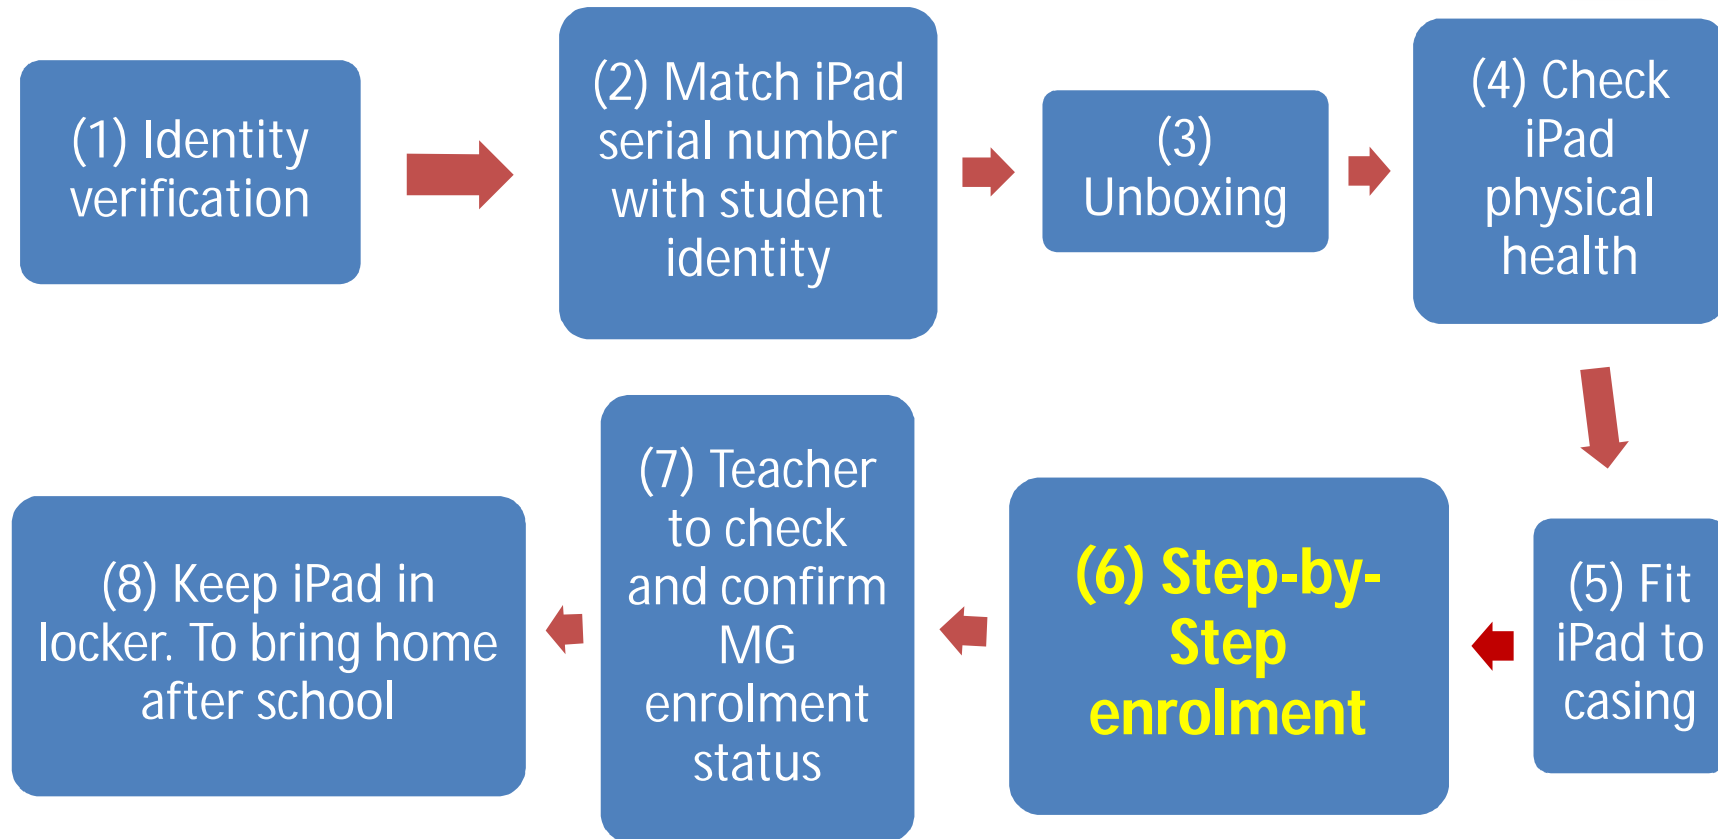 (1) Identity
verification
(2) Match iPad
serial number
with student
identity
(3)
Unboxing
(4) Check
iPad
physical
health
(5) Fit
iPad to
casing
(6) Step-by-
Step
enrolment
(7) Teacher
to check
and confirm
MG
enrolment
status
(8) Keep iPad in
locker. To bring home
after school